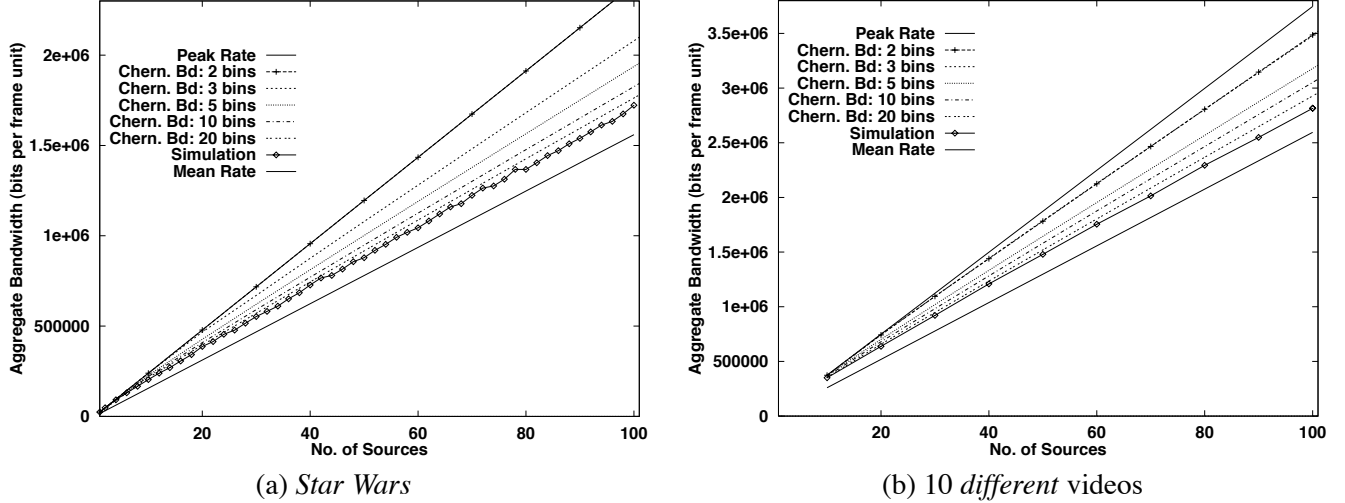 Aggregate Bandwidth (bits per frame unit)
2e+06
1.5e+06
1e+06
500000
0
Peak Rate
Chern. Bd: 2 bins
Chern. Bd: 3 bins
Chern. Bd: 5 bins
Chern. Bd: 10 bins
Chern. Bd: 20 bins
Simulation
Mean Rate
20 40 60 80 100
No. of Sources
(a) Star Wars
Aggregate Bandwidth (bits per frame unit)
3.5e+06
3e+06
2.5e+06
2e+06
1.5e+06
1e+06
500000
0
Peak Rate
Chern. Bd: 2 bins
Chern. Bd: 3 bins
Chern. Bd: 5 bins
Chern. Bd: 10 bins
Chern. Bd: 20 bins
Simulation
Mean Rate
20 40 60 80 100
No. of Sources
(b) 10 different videos